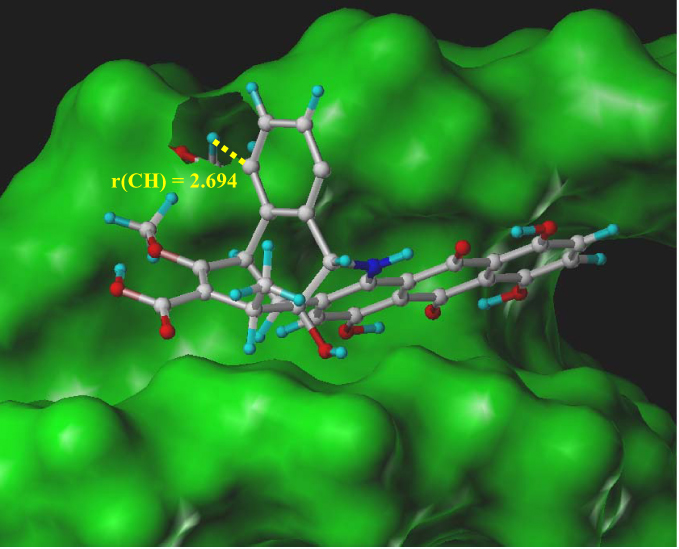 r(CH) = 2.694